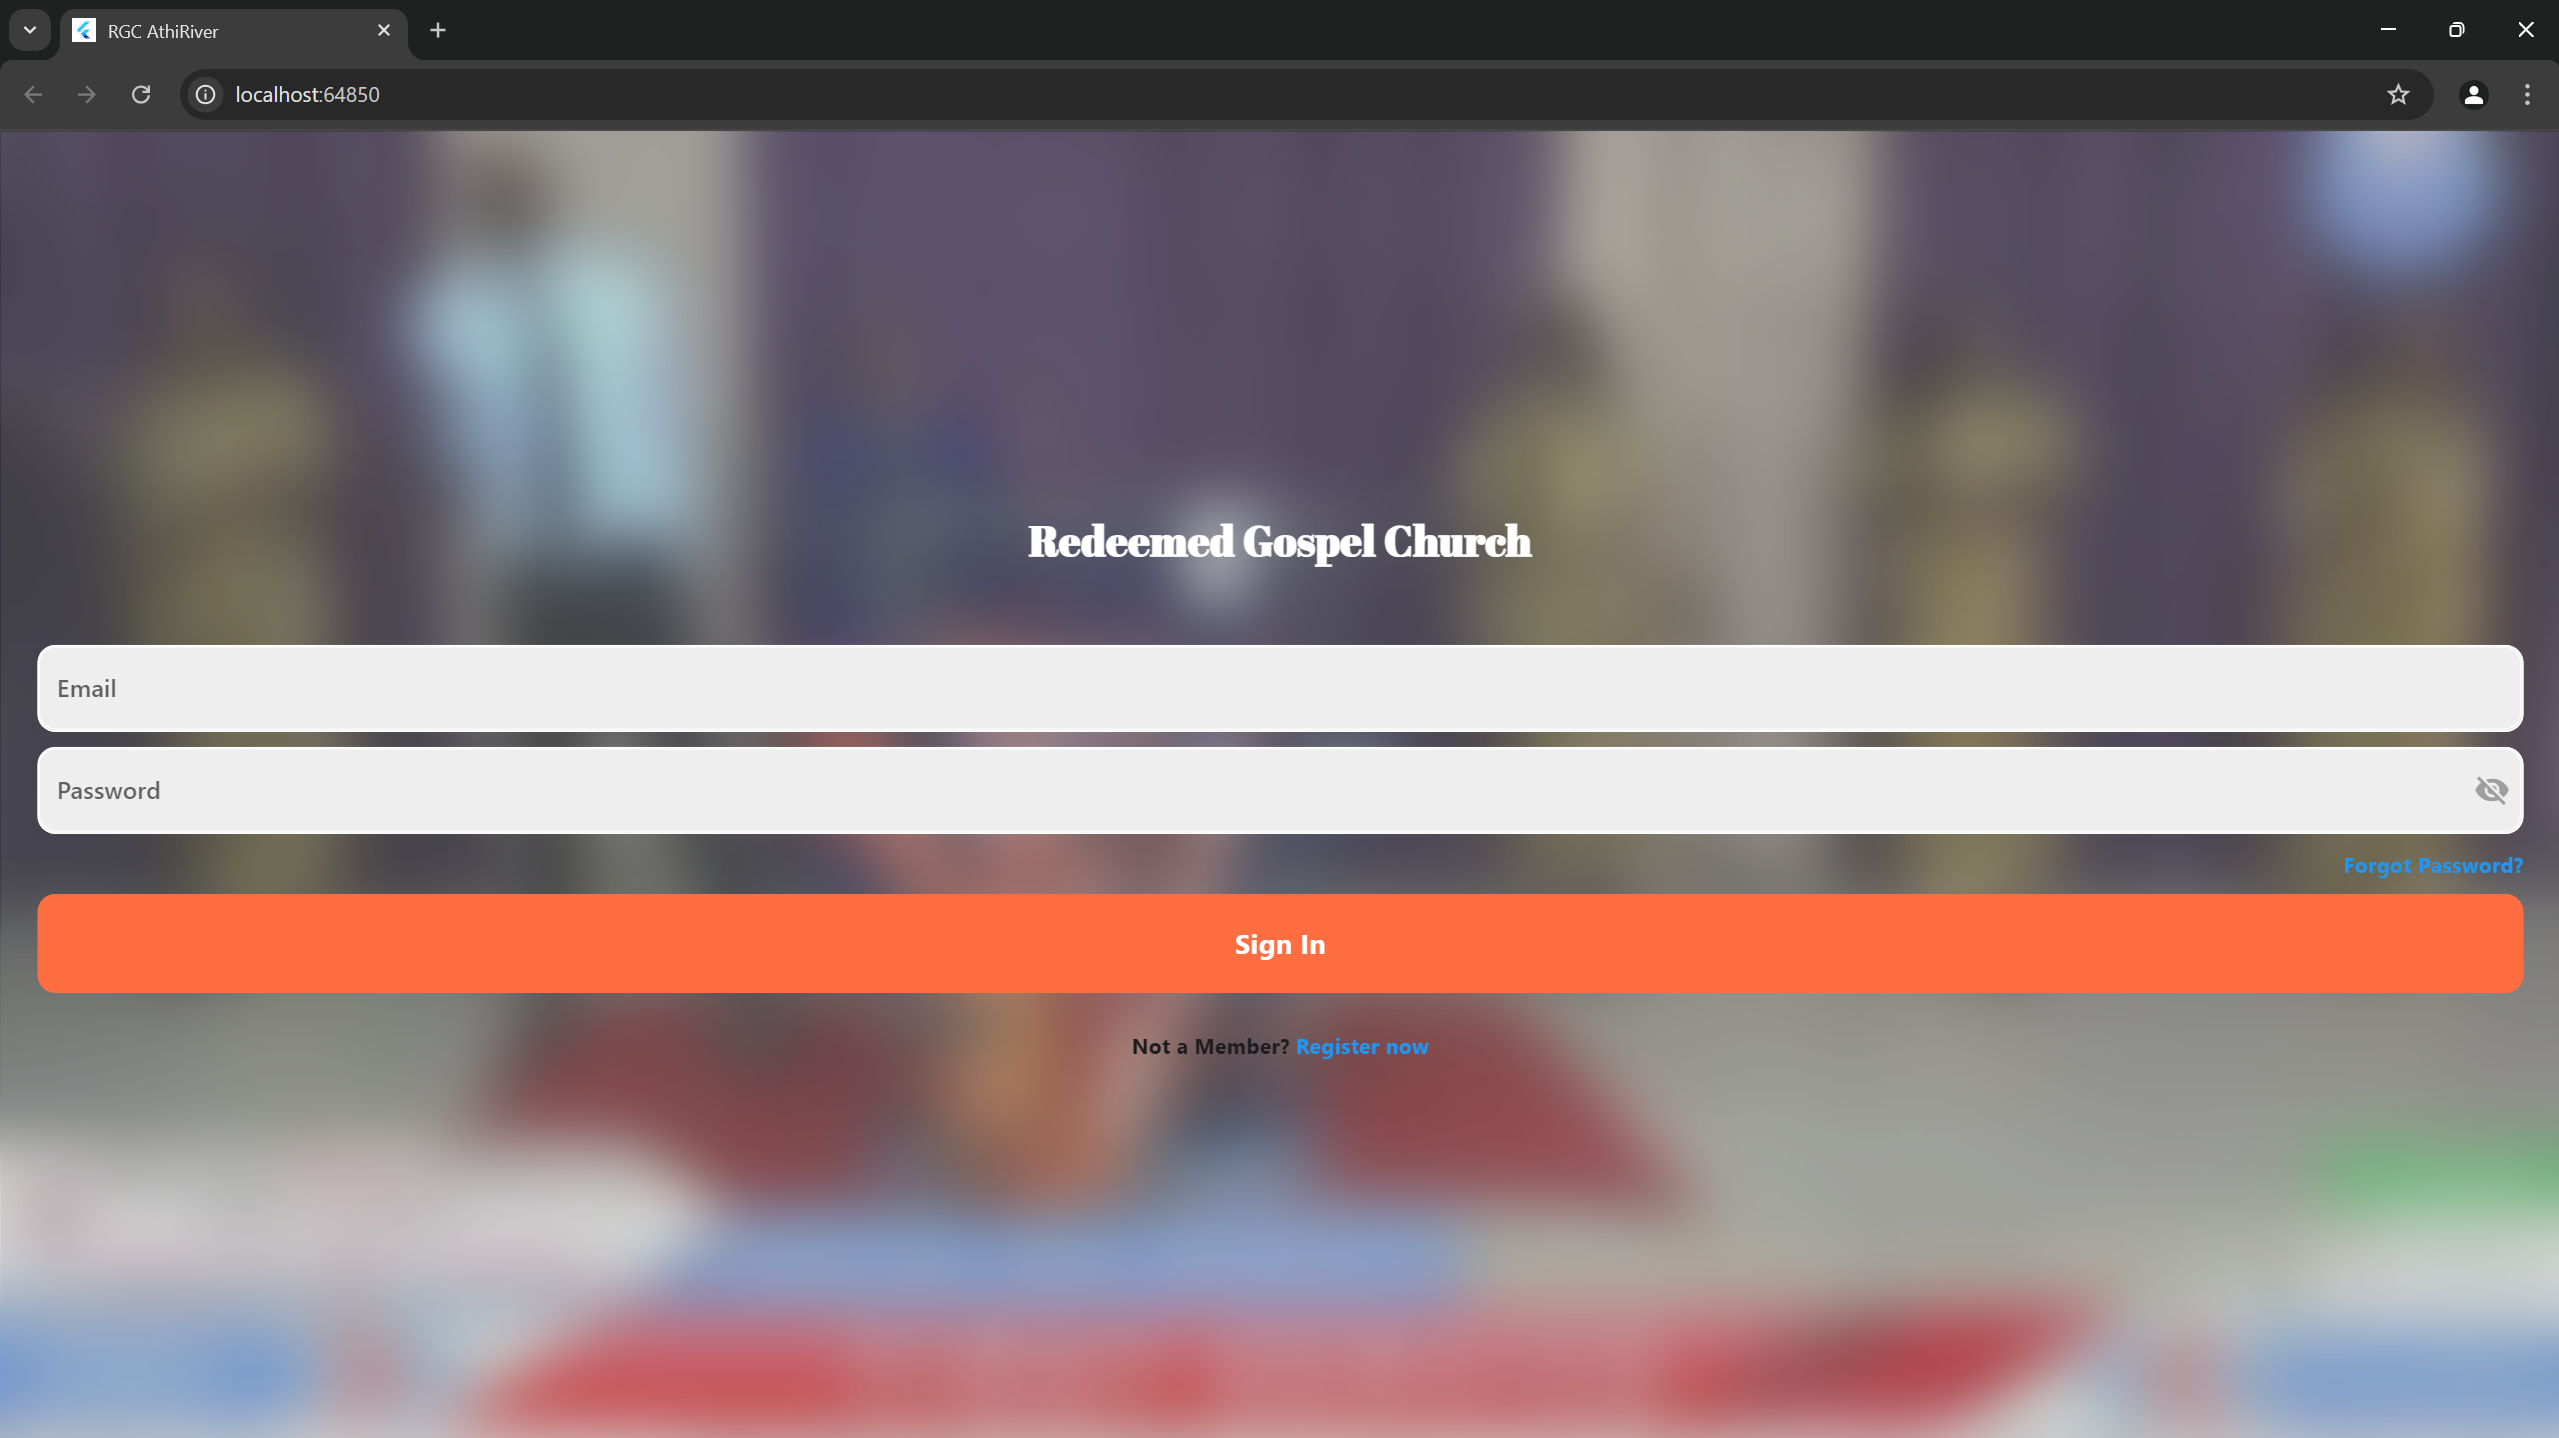 RGC AthiRiver
localhost:64850
Redeemed Gospel Church
Email
Password
Forgot Password?
Sign In
Not a Member? Register now